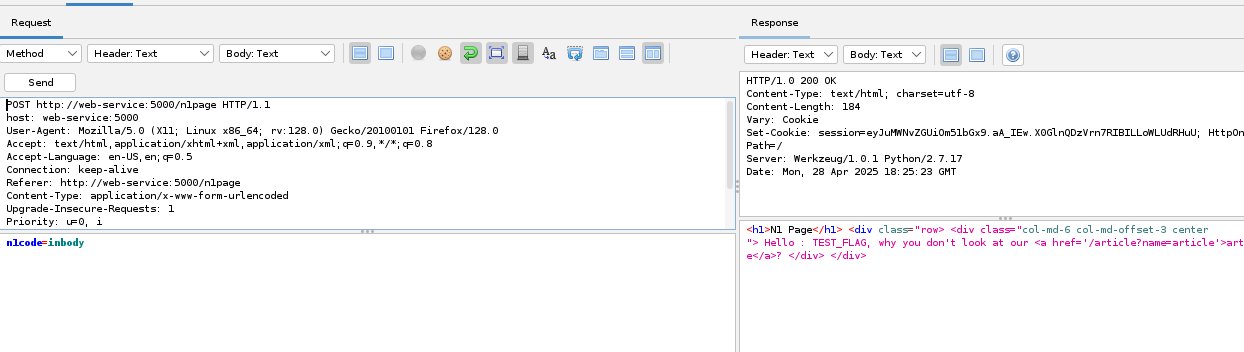 Request
Response
Method
Header: Text
Body: Text
Header: Text
Body: Text
Send
POST http://web-service:5000/n1page HTTP/1.1
host: web-service:5000
User-Agent: Mozilla/5.0 (X11; Linux x86_64; rv:128.0) Gecko/20100101 Firefox/128.0
Accept: text/html,application/xhtml+xml,application/xml;q=0.9,*/*;q=0.8
Accept-Language: en-US,en;q=0.5
Connection: keep-alive
Referer: http://web-service:5000/n1page
Content-Type: application/x-www-form-urlencoded
Upgrade-Insecure-Requests: 1
Priority: u=0, i
n1code=inbody
HTTP/1.0 200 OK
Content-Type: text/html; charset=utf-8
Content-Length: 184
Vary: Cookie
Set-Cookie: session=eyJuMWNvZGUiOm51bGx9.aA_IEw.X0GlnQDzVrn7RIBILLoWLUdRHuU; HttpOn
Path=/
Server: Werkzeug/1.0.1 Python/2.7.17
Date: Mon, 28 Apr 2025 18:25:23 GMT
<h1>N1 Page</h1> <div class="row> <div class="col-md-6 col-md-offset-3 center
"> Hello : TEST_FLAG, why you don't look at our <a href='/article?name=article'>art
e</a>? </div> </div>